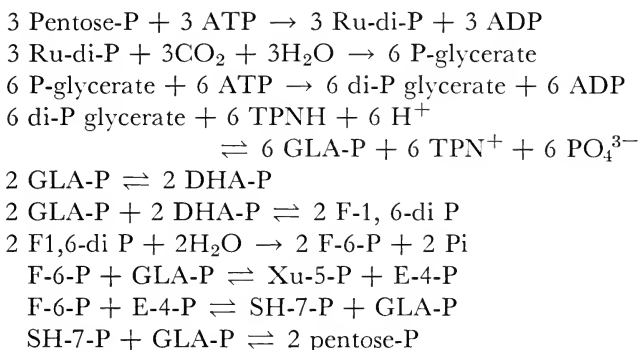 3 Pentose-P + 3 ATP → 3 Ru-di-P + 3 ADP
3 Ru-di-P + 3CO₂ + 3H₂O → 6 P-glycerate
6 P-glycerate + 6 ATP → 6 di-P glycerate + 6 ADP
6 di-P glycerate + 6 TPNH + 6 H⁺
⇌ 6 GLA-P + 6 TPN⁺ + 6 PO₄³⁻
2 GLA-P ⇌ 2 DHA-P
2 GLA-P + 2 DHA-P ⇌ 2 F-1, 6-di P
2 F1,6-di P + 2H₂O → 2 F-6-P + 2 Pi
F-6-P + GLA-P ⇌ Xu-5-P + E-4-P
F-6-P + E-4-P ⇌ SH-7-P + GLA-P
SH-7-P + GLA-P ⇌ 2 pentose-P